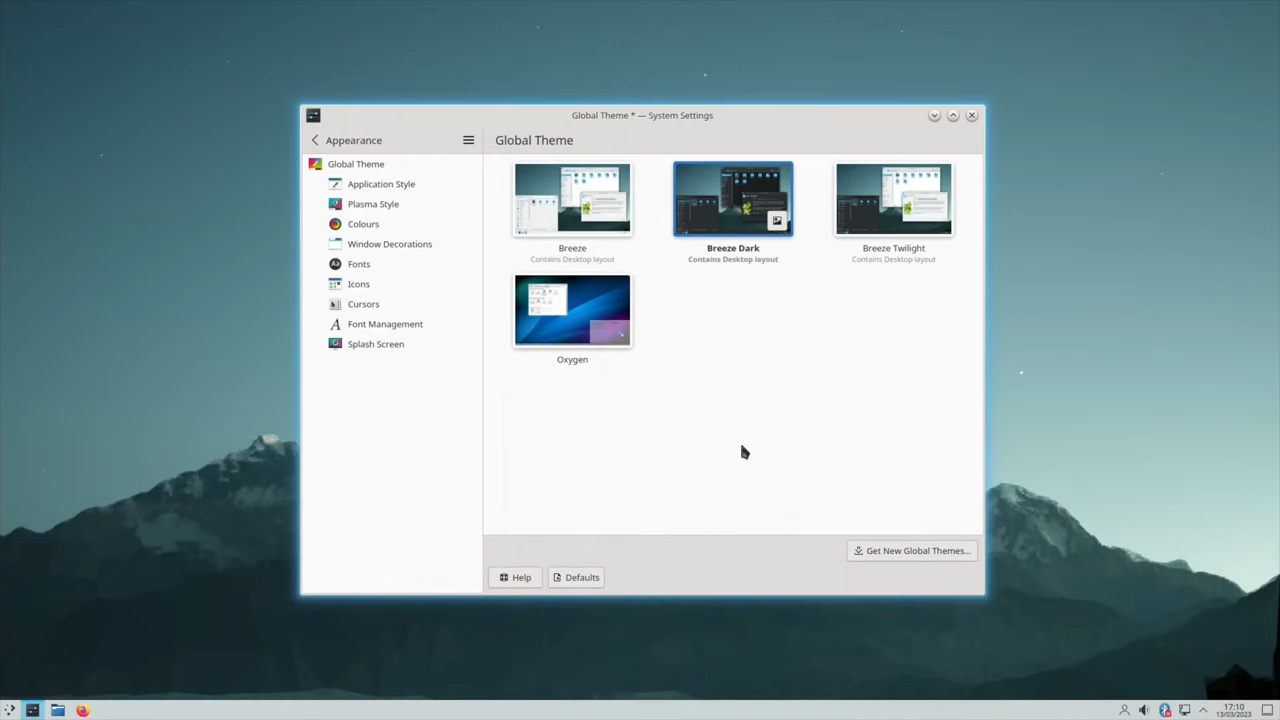 Global Theme * — System Settings
Appearance
Global Theme
Global Theme
Application Style
Plasma Style
Colours
Window Decorations
Fonts
Icons
Cursors
Font Management
Splash Screen
Breeze
Contains Desktop layout
Breeze Dark
Contains Desktop layout
Breeze Twilight
Contains Desktop layout
Oxygen
Get New Global Themes...
Help
Defaults
17:10
13/03/2023